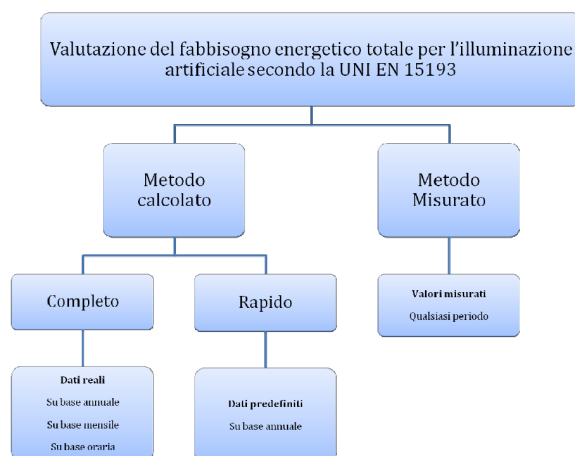 Valutazione del fabbisogno energetico totale per l'illuminazione
artificiale secondo la UNI EN 15193
Metodo
calcolato
Metodo
Misurato
Completo
Rapido
Valori misurati
Qualsiasi periodo
Dati reali
Su base annuale
Su base mensile
Su base oraria
Dati predefiniti
Su base annuale